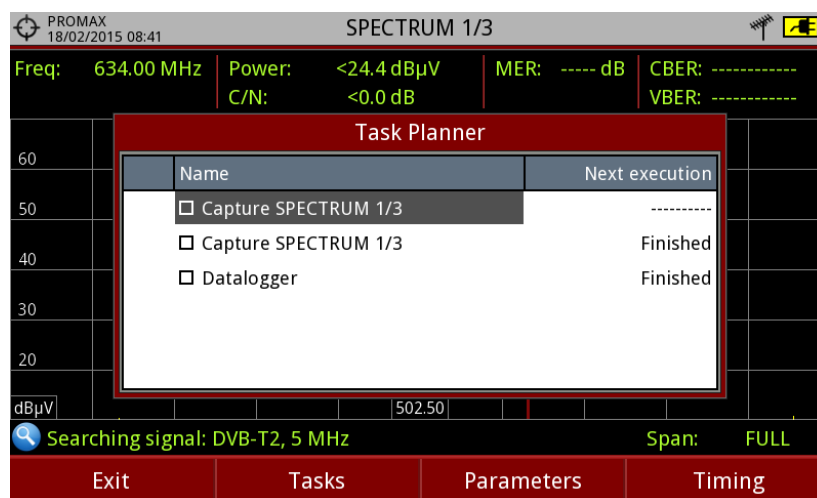 PROMAX
18/02/2015 08:41
SPECTRUM 1/3
Freq: 634.00 MHz
Power: <24.4 dBµV
MER: ----- dB
CBER: ------------
C/N: <0.0 dB
VBER: ------------
Task Planner
Name Next execution
Capture SPECTRUM 1/3 ----------
Capture SPECTRUM 1/3 Finished
Datalogger Finished
60
50
40
30
20
dBµV
502.50
Searching signal: DVB-T2, 5 MHz
Span: FULL
Exit Tasks Parameters Timing